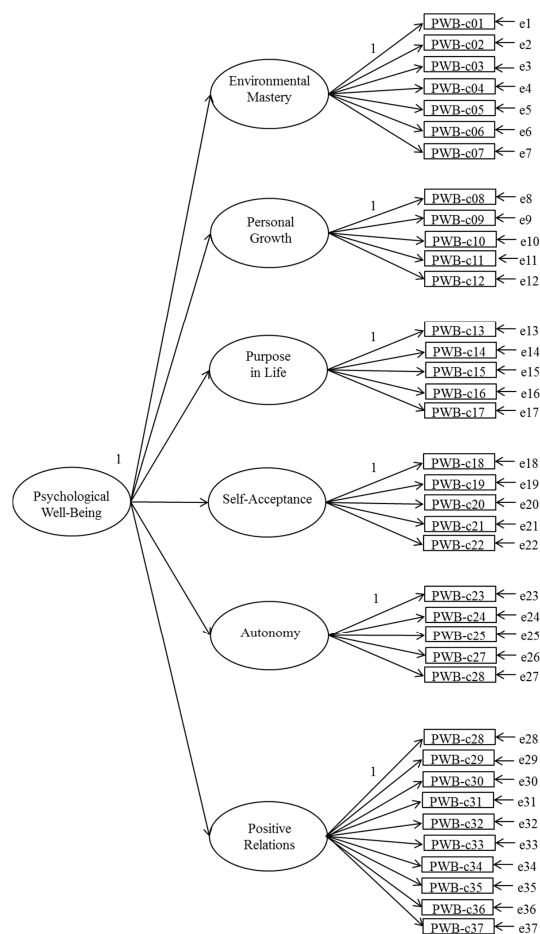 PWB-c01 e1
1
PWB-c02 e2
PWB-c03 e3
Environmental
Mastery
PWB-c04 e4
PWB-c05 e5
PWB-c06 e6
PWB-c07 e7
PWB-c08 e8
1
PWB-c09 e9
Personal
Growth
PWB-c10 e10
PWB-c11 e11
PWB-c12 e12
PWB-c13 e13
1
PWB-c14 e14
Purpose
in Life
PWB-c15 e15
PWB-c16 e16
PWB-c17 e17
1
Psychological
Well-Being
PWB-c18 e18
1
PWB-c19 e19
Self-Acceptance
PWB-c20 e20
PWB-c21 e21
PWB-c22 e22
PWB-c23 e23
1
PWB-c24 e24
Autonomy
PWB-c25 e25
PWB-c27 e26
PWB-c28 e27
PWB-c28 e28
PWB-c29 e29
1
PWB-c30 e30
PWB-c31 e31
Positive
Relations
PWB-c32 e32
PWB-c33 e33
PWB-c34 e34
PWB-c35 e35
PWB-c36 e36
PWB-c37 e37